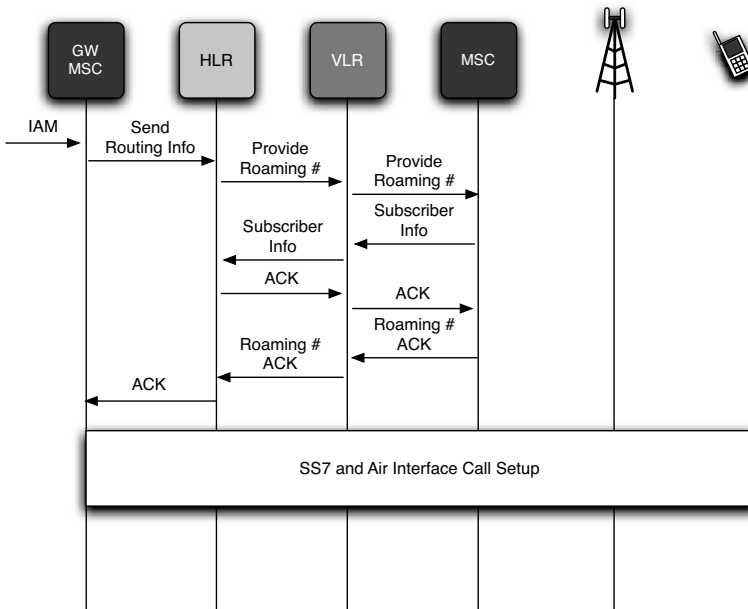 GW
MSC
HLR
VLR
MSC
IAM
Send
Routing Info
Provide
Roaming #
Provide
Roaming #
Subscriber
Info
Subscriber
Info
ACK
ACK
Roaming #
ACK
Roaming #
ACK
ACK
SS7 and Air Interface Call Setup